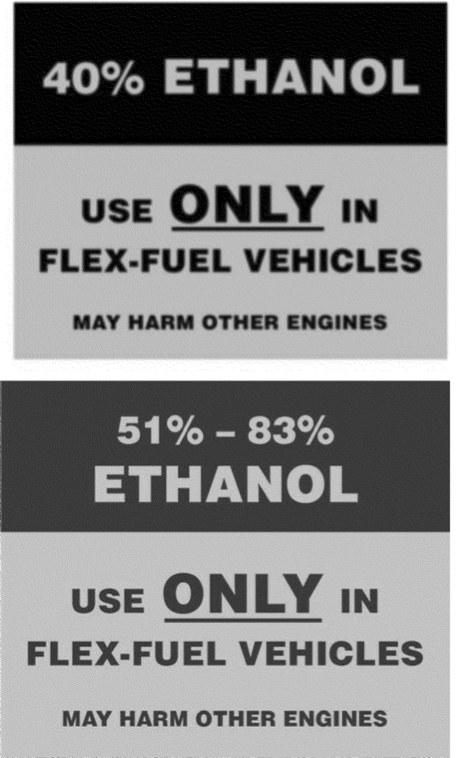 40% ETHANOL
USE ONLY IN
FLEX-FUEL VEHICLES
MAY HARM OTHER ENGINES
51% – 83%
ETHANOL
USE ONLY IN
FLEX-FUEL VEHICLES
MAY HARM OTHER ENGINES